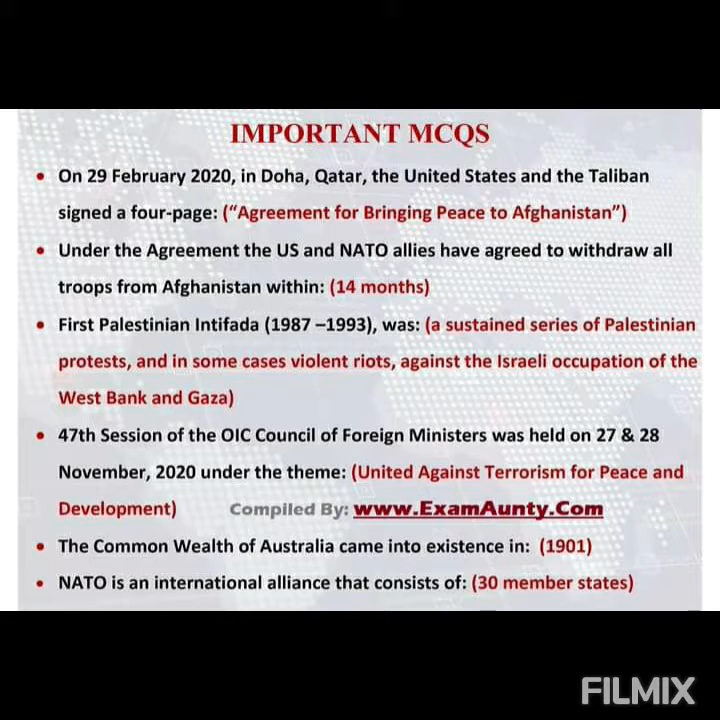 IMPORTANT MCQS
• On 29 February 2020, in Doha, Qatar, the United States and the Taliban
signed a four-page: (“Agreement for Bringing Peace to Afghanistan”)
• Under the Agreement the US and NATO allies have agreed to withdraw all
troops from Afghanistan within: (14 months)
• First Palestinian Intifada (1987 –1993), was: (a sustained series of Palestinian
protests, and in some cases violent riots, against the Israeli occupation of the
West Bank and Gaza)
• 47th Session of the OIC Council of Foreign Ministers was held on 27 & 28
November, 2020 under the theme: (United Against Terrorism for Peace and
Development) Compiled By: www.ExamAunty.Com
• The Common Wealth of Australia came into existence in: (1901)
• NATO is an international alliance that consists of: (30 member states)
FILMIX